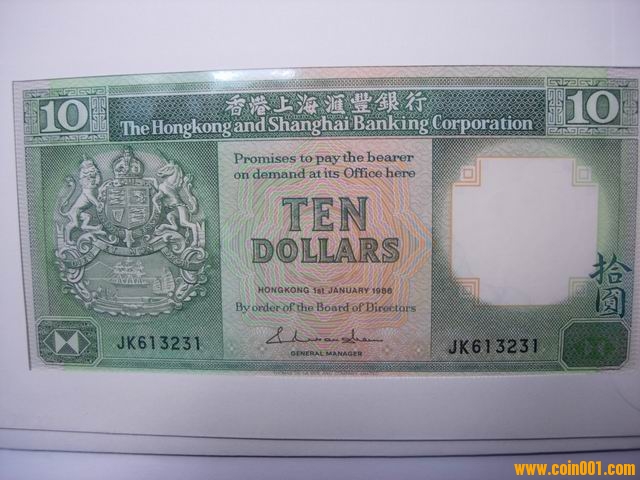 10 香港上海滙豐銀行 10
The Hongkong and Shanghai Banking Corporation
Promises to pay the bearer
on demand at its Office here
TEN
DOLLARS
拾圓
HONGKONG 1st JANUARY 1986
By order of the Board of Directors
GENERAL MANAGER
JK613231 JK613231
www.coin001.com